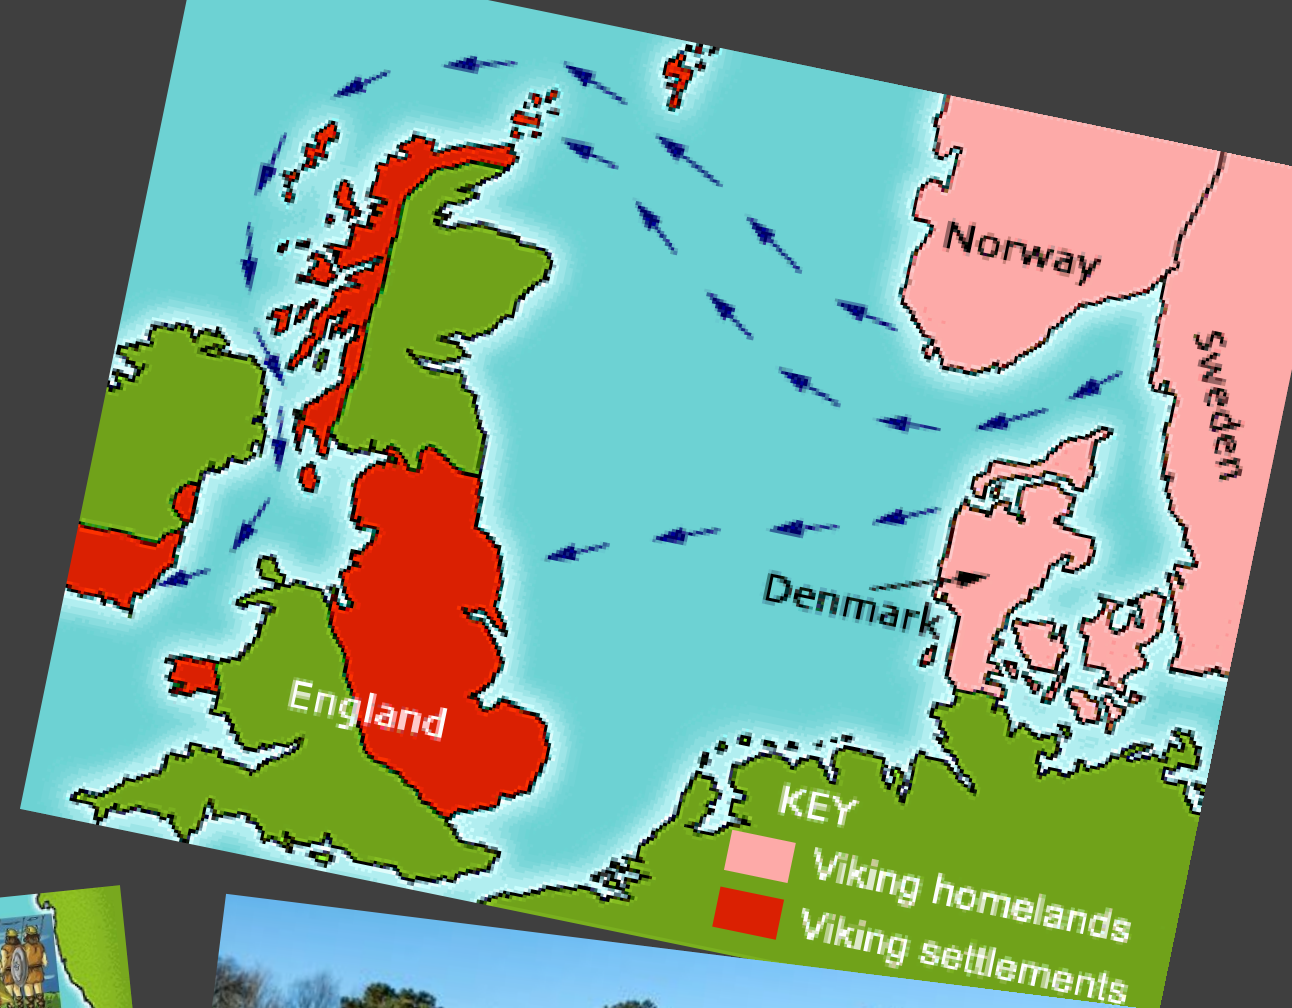 Norway
Sweden
Denmark
England
KEY
Viking homelands
Viking settlements